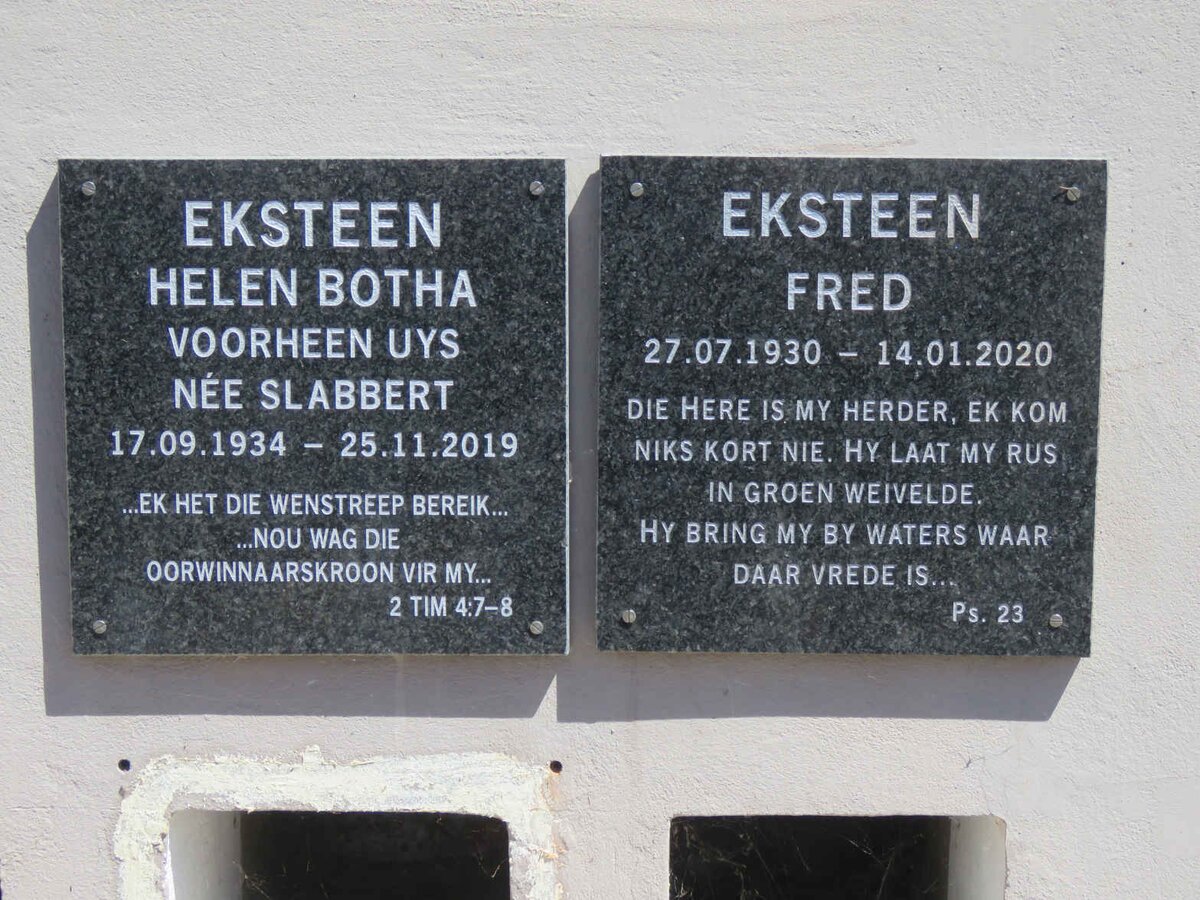 EKSTEEN
HELEN BOTHA
VOORHEEN UYS
NÉE SLABBERT
17.09.1934 – 25.11.2019
...EK HET DIE WENSTREEP BEREIK...
...NOU WAG DIE
OORWINNAARSKROON VIR MY...
2 TIM 4:7–8
EKSTEEN
FRED
27.07.1930 – 14.01.2020
DIE HERE IS MY HERDER, EK KOM
NIKS KORT NIE. HY LAAT MY RUS
IN GROEN WEIVELDE.
HY BRING MY BY WATERS WAAR
DAAR VREDE IS...
Ps. 23